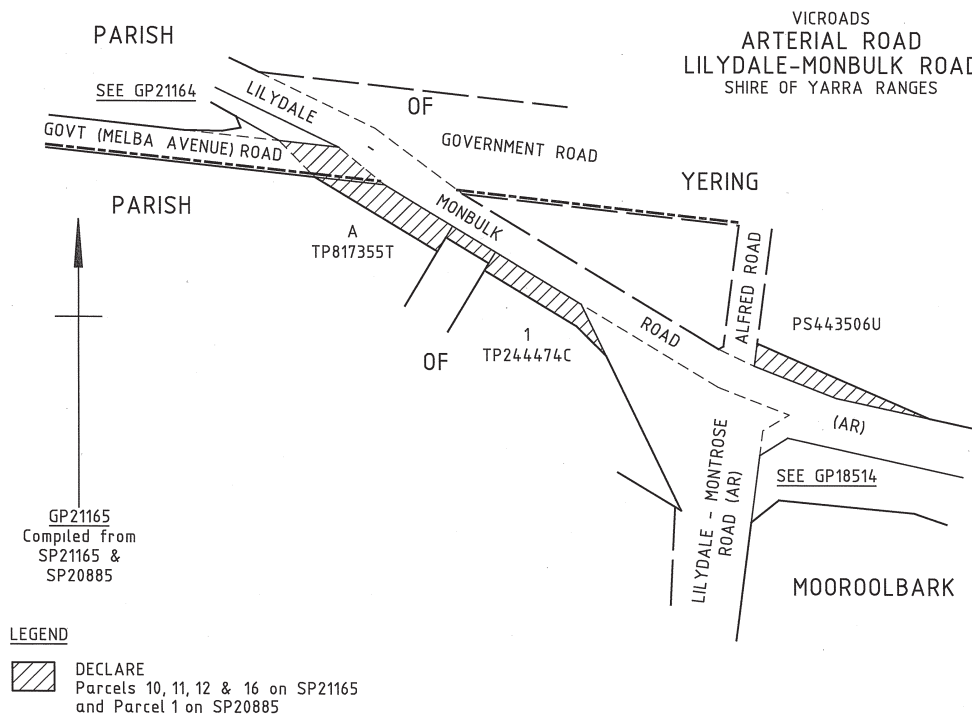 VICROADS
ARTERIAL ROAD
LILYDALE-MONBULK ROAD
SHIRE OF YARRA RANGES
PARISH
SEE GP21164
LILYDALE
OF
GOVT (MELBA AVENUE) ROAD
GOVERNMENT ROAD
YERING
PARISH
MONBULK
A
TP817355T
ALFRED ROAD
PS443506U
ROAD
1
TP244474C
OF
(AR)
LILYDALE - MONTROSE
ROAD (AR)
SEE GP18514
MOOROOLBARK
GP21165
Compiled from
SP21165 &
SP20885
LEGEND
DECLARE
Parcels 10, 11, 12 & 16 on SP21165
and Parcel 1 on SP20885